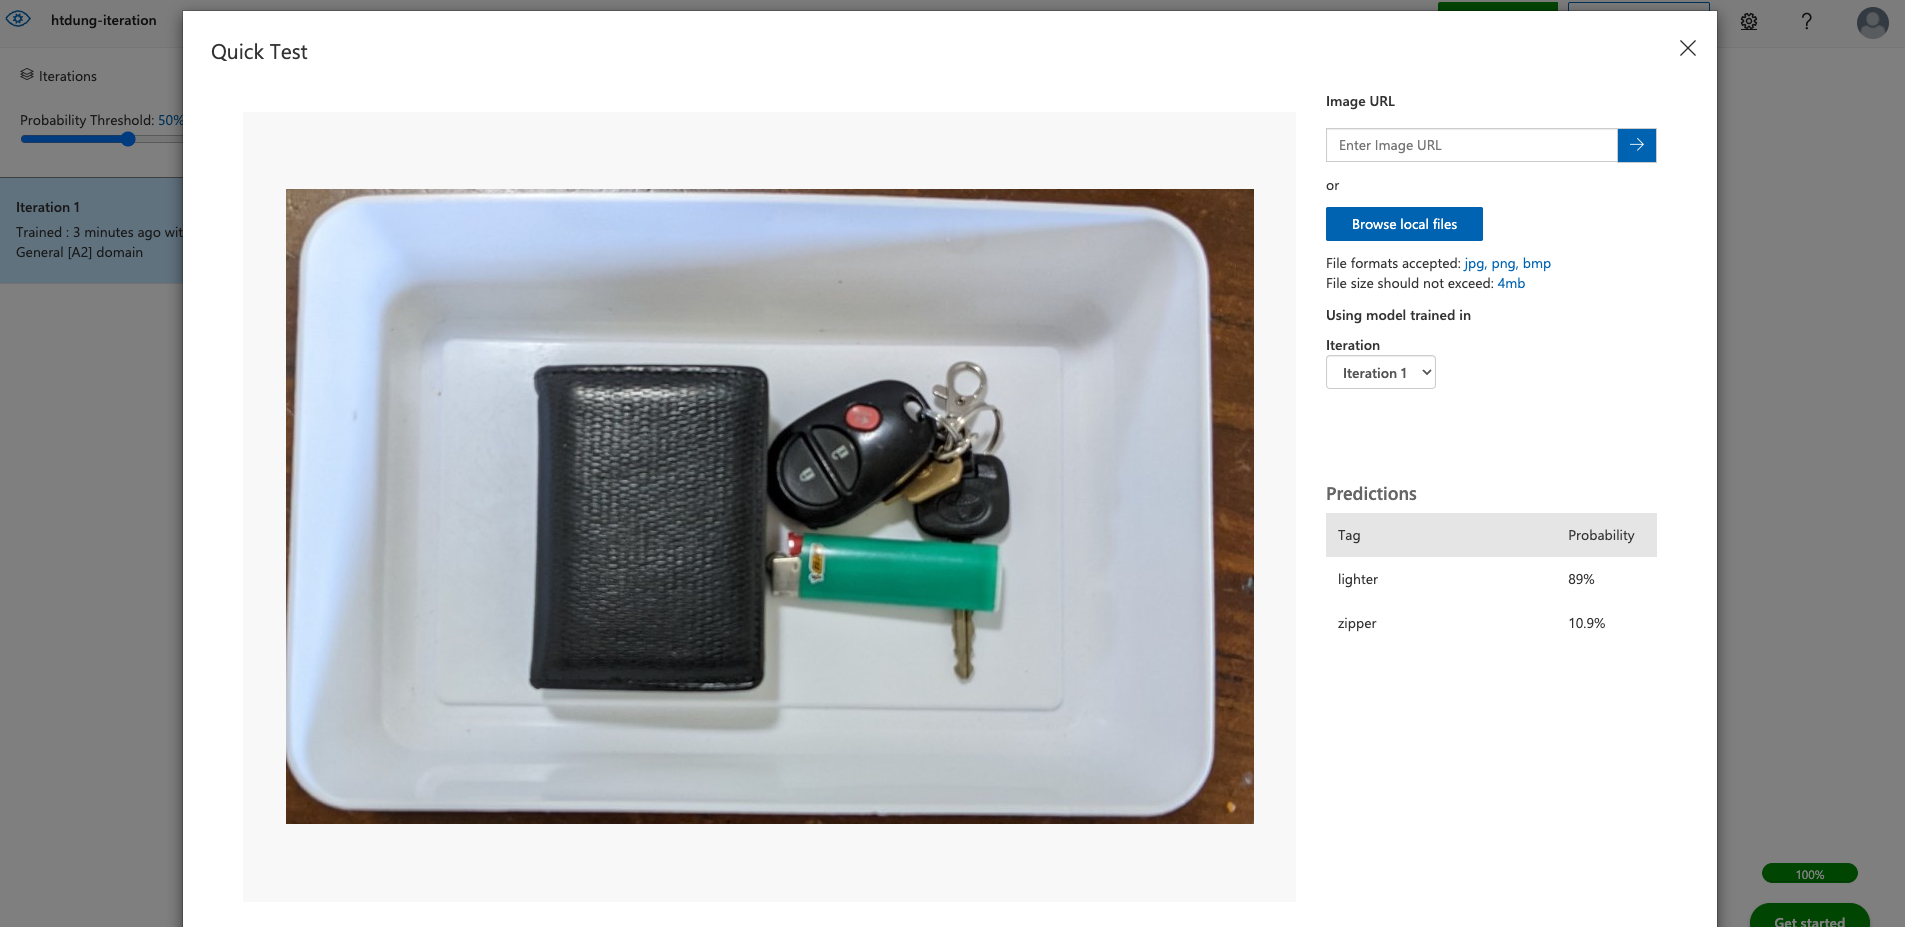 htdung-iteration
Quick Test
Iterations
Probability Threshold: 50%
Iteration 1
Trained : 3 minutes ago wit
General [A2] domain
Image URL
Enter Image URL
or
Browse local files
File formats accepted: jpg, png, bmp
File size should not exceed: 4mb
Using model trained in
Iteration
Iteration 1
Predictions
Tag Probability
lighter 89%
zipper 10.9%
100%
Get started